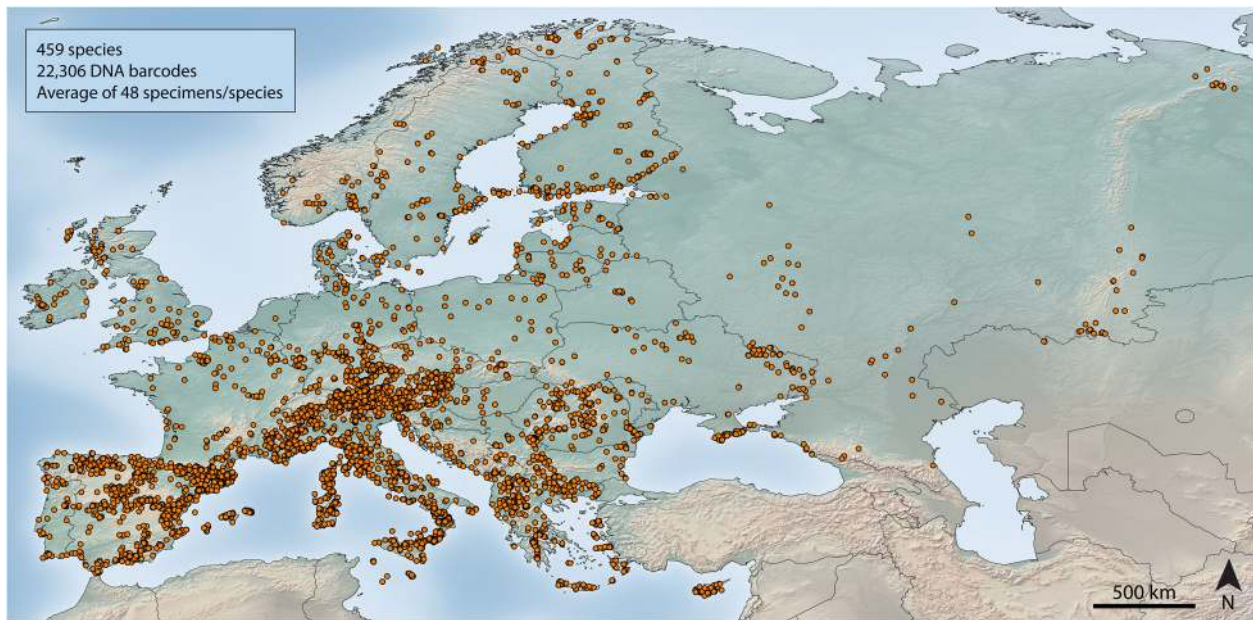 459 species
22,306 DNA barcodes
Average of 48 specimens/species
500 km
N